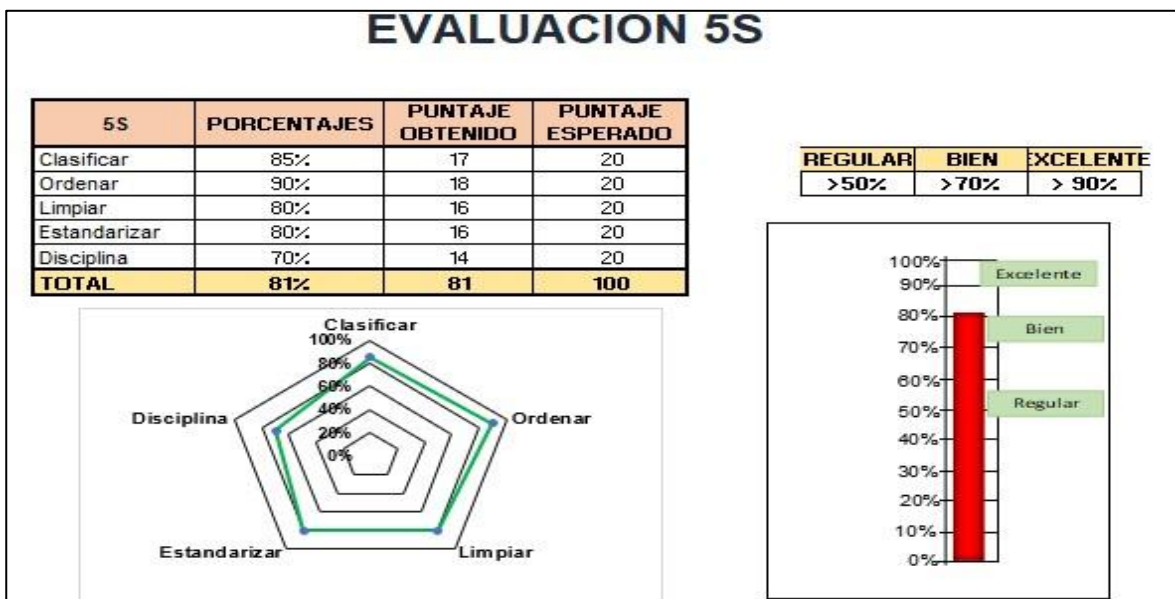 EVALUACION 5S
5S PORCENTAJES PUNTAJE OBTENIDO PUNTAJE ESPERADO
Clasificar 85% 17 20
Ordenar 90% 18 20
Limpiar 80% 16 20
Estandarizar 80% 16 20
Disciplina 70% 14 20
TOTAL 81% 81 100
REGULAR BIEN EXCELENTE
>50% >70% > 90%
Clasificar
100%
80%
60%
40%
20%
0%
Disciplina
Ordenar
Estandarizar
Limpiar
100%
90%
80%
70%
60%
50%
40%
30%
20%
10%
0%
Excelente
Bien
Regular